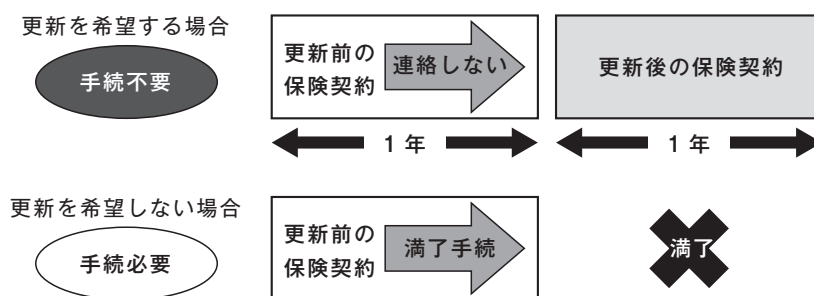 更新を希望する場合
手続不要
更新前の
保険契約
連絡しない
更新後の保険契約
1 年
1 年
更新を希望しない場合
手続必要
更新前の
保険契約
満了手続
満了